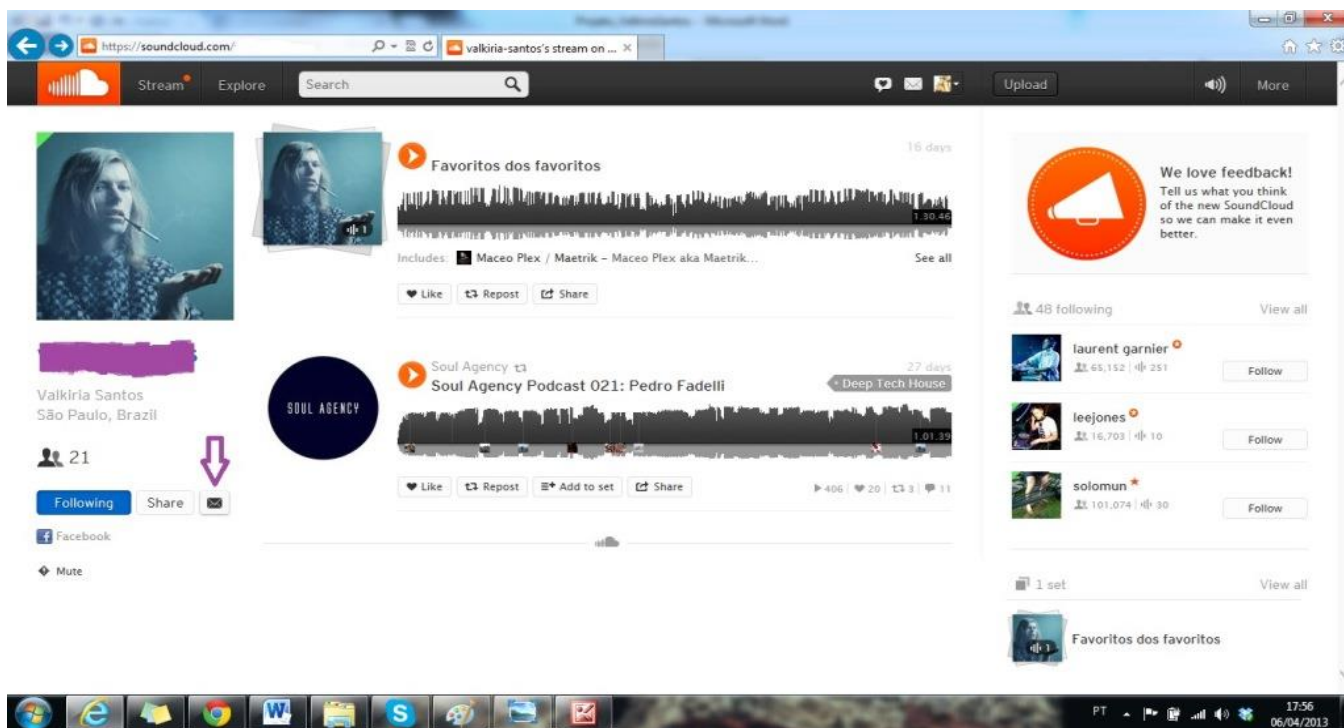 https://soundcloud.com/
valkiria-santos's stream on ...
Stream
Explore
Search
Upload
More
Favoritos dos favoritos
16 days
1
1.30.46
Includes: Maceo Plex / Maetrik – Maceo Plex aka Maetrik...
See all
Like
Repost
Share
Valkiria Santos
São Paulo, Brazil
21
Following
Share
Facebook
Mute
SOUL AGENCY
Soul Agency
27 days
Soul Agency Podcast 021: Pedro Fadelli
Deep Tech House
1.01.39
Like
Repost
Add to set
Share
406
20
3
11
We love feedback!
Tell us what you think
of the new SoundCloud
so we can make it even
better.
48 following
View all
laurent garnier
65,152
251
Follow
leejones
16,703
10
Follow
solomun
101,074
30
Follow
1 set
View all
Favoritos dos favoritos
1
PT
17:56
06/04/2013